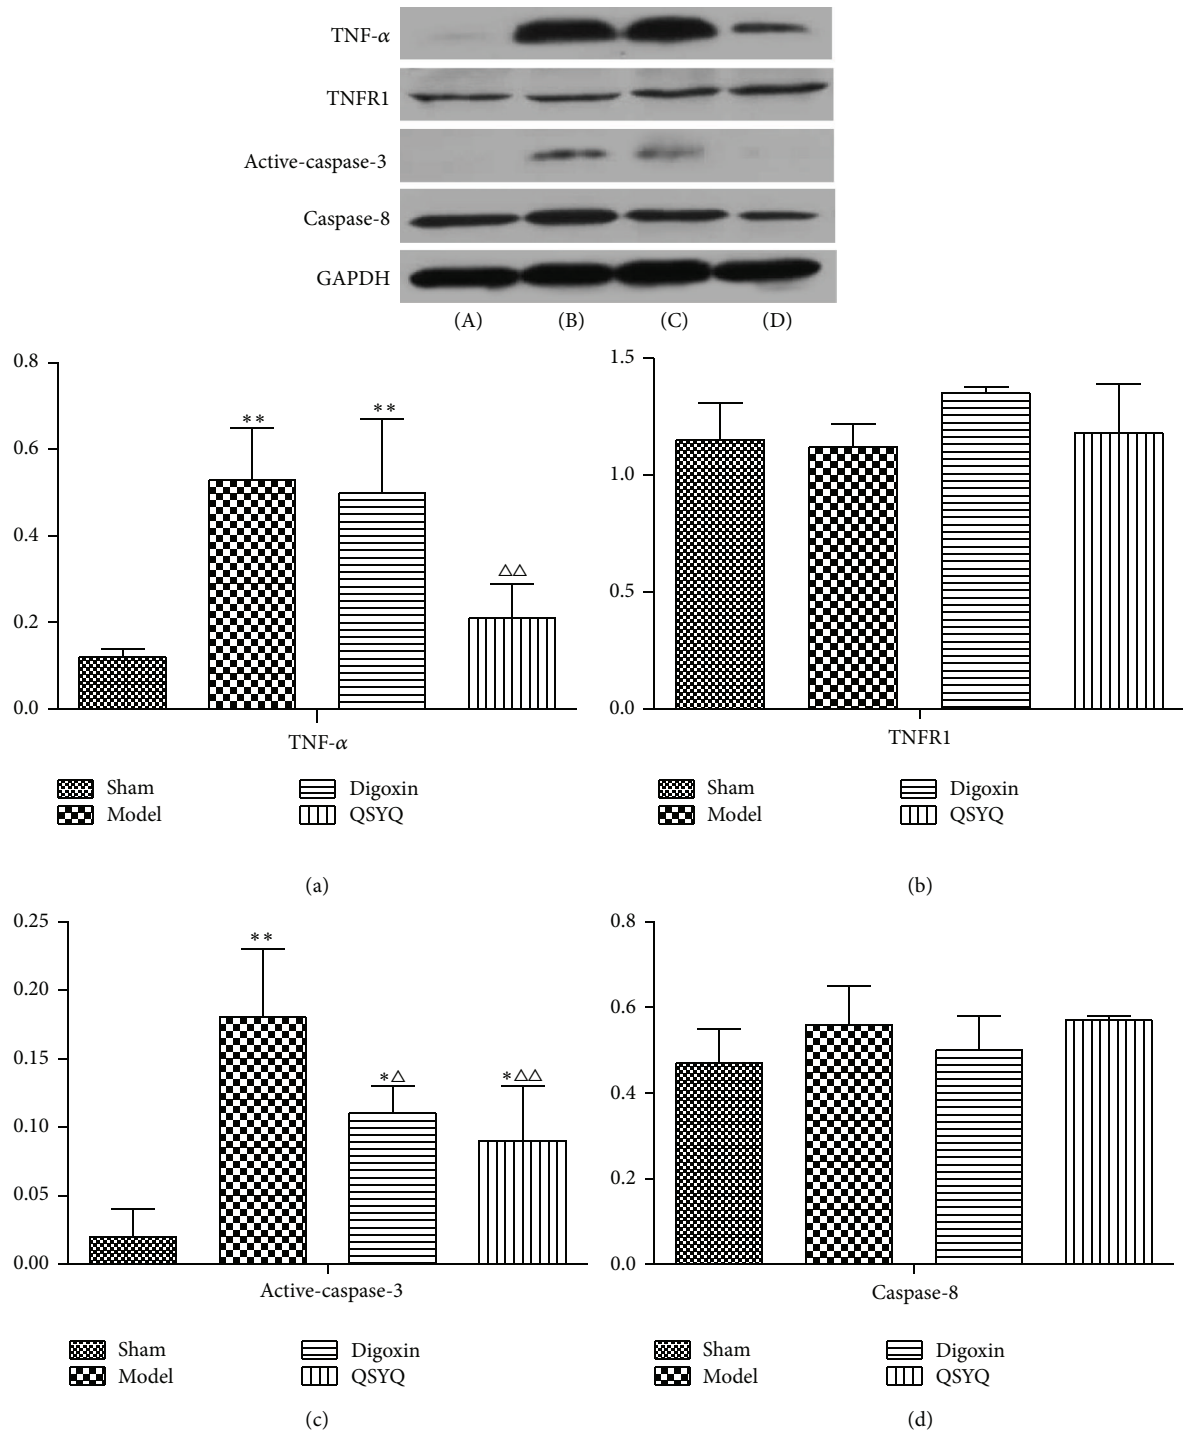 TNF-α
TNFR1
Active-caspase-3
Caspase-8
GAPDH
(A) (B) (C) (D)
0.8
0.6
0.4
0.2
0.0
**
**
△△
TNF-α
Sham
Model
Digoxin
QSYQ
(a)
1.5
1.0
0.5
0.0
TNFR1
Sham
Model
Digoxin
QSYQ
(b)
0.25
0.20
0.15
0.10
0.05
0.00
**
*△
*△△
Active-caspase-3
Sham
Model
Digoxin
QSYQ
(c)
0.8
0.6
0.4
0.2
0.0
Caspase-8
Sham
Model
Digoxin
QSYQ
(d)